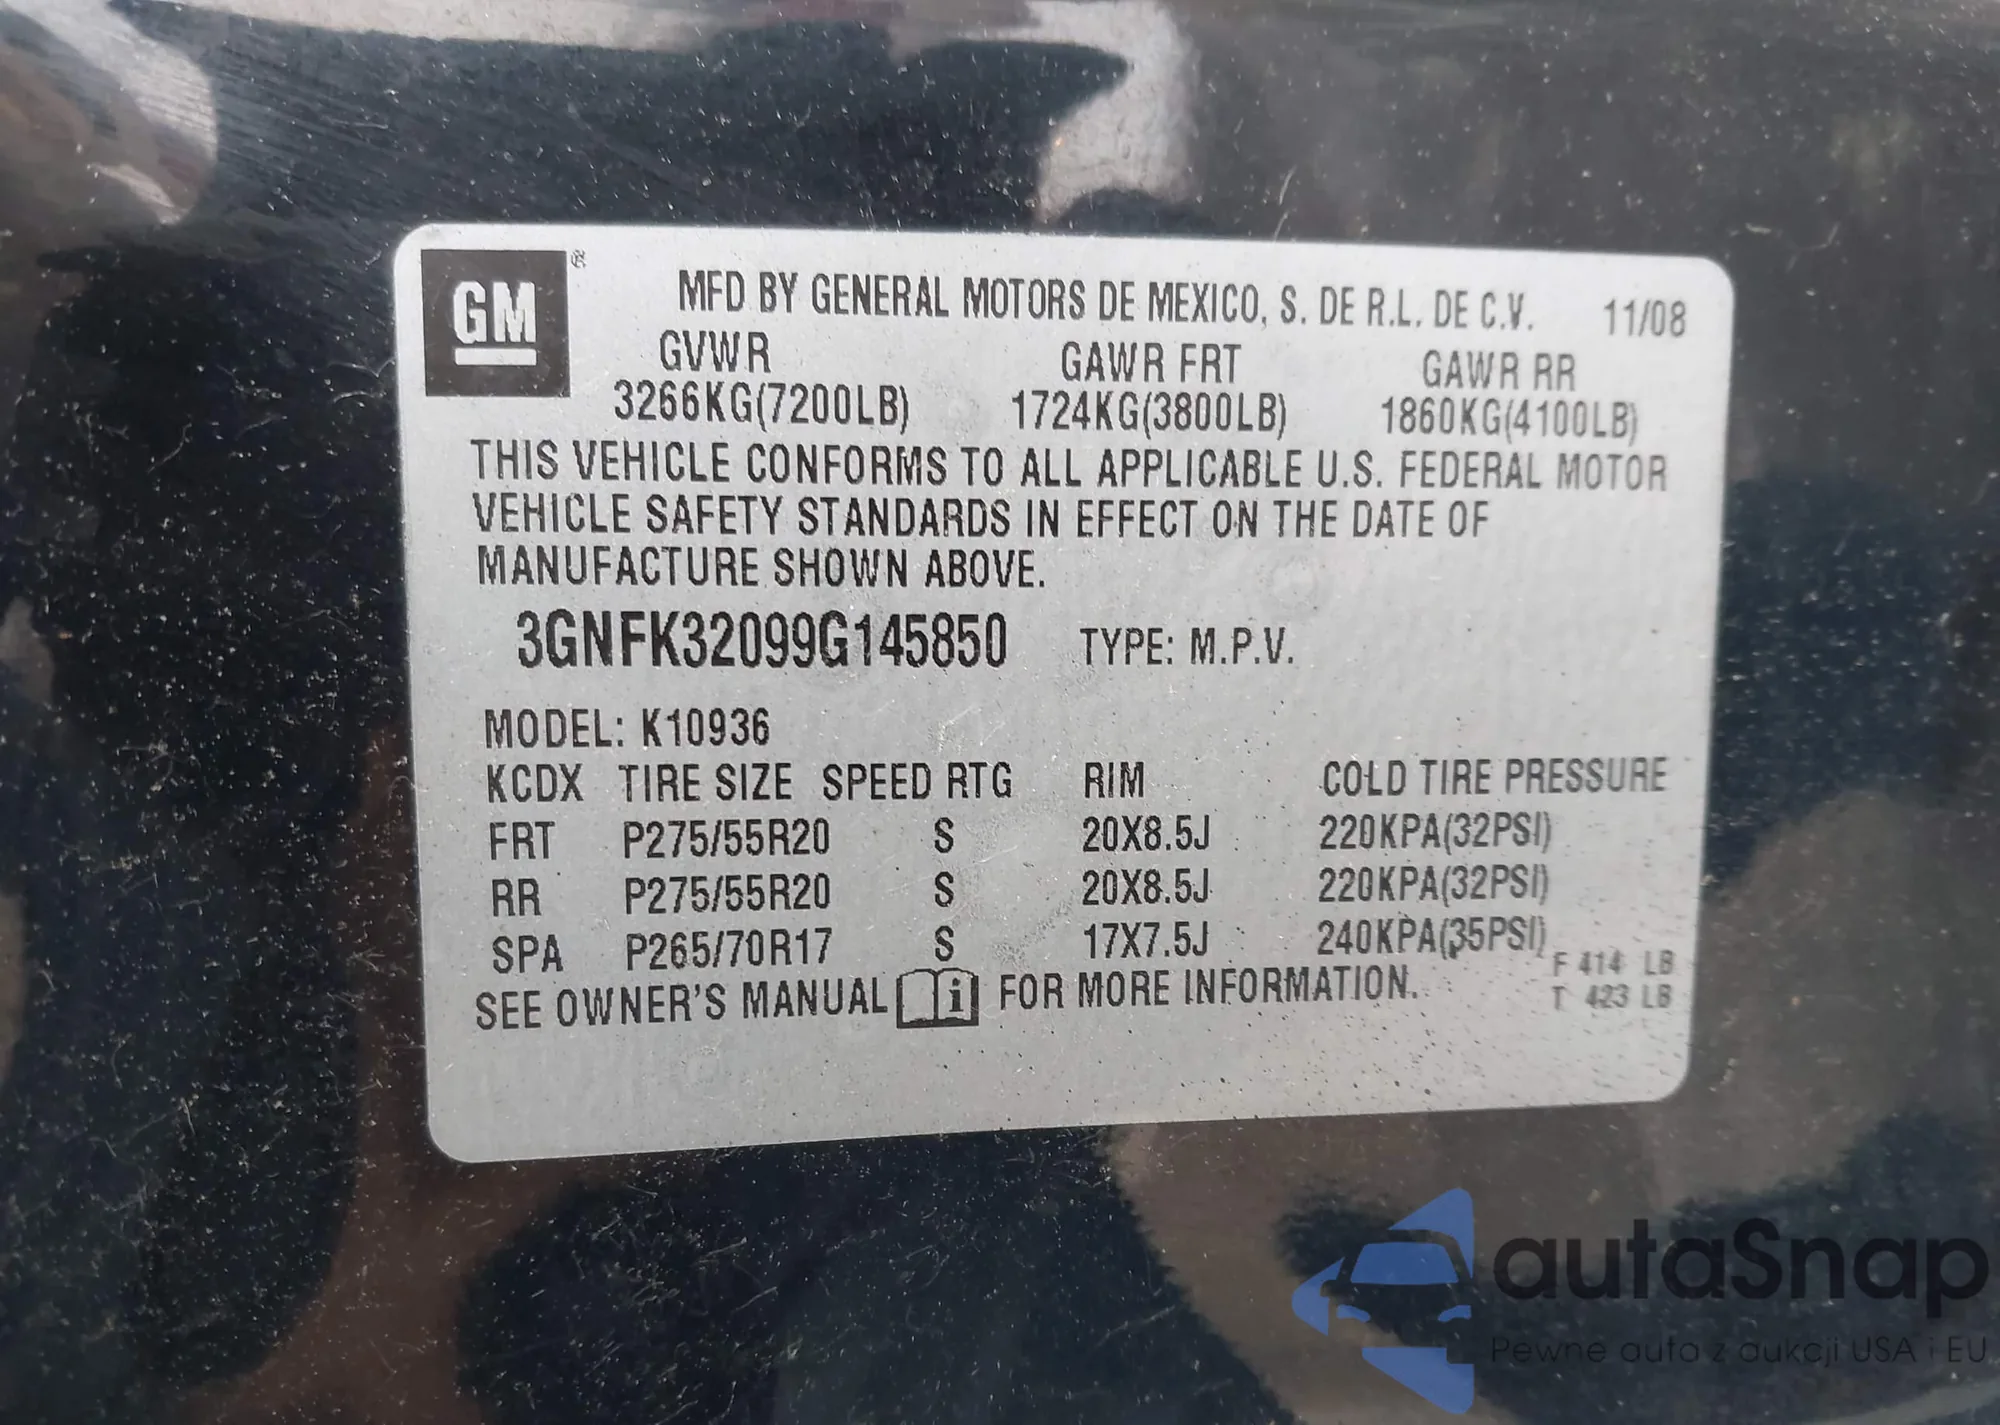 GM®
MFD BY GENERAL MOTORS DE MEXICO, S. DE R.L. DE C.V. 11/08
GVWR GAWR FRT GAWR RR
3266KG(7200LB) 1724KG(3800LB) 1860KG(4100LB)
THIS VEHICLE CONFORMS TO ALL APPLICABLE U.S. FEDERAL MOTOR
VEHICLE SAFETY STANDARDS IN EFFECT ON THE DATE OF
MANUFACTURE SHOWN ABOVE.
3GNFK32099G145850 TYPE: M.P.V.
MODEL: K10936
KCDX TIRE SIZE SPEED RTG RIM COLD TIRE PRESSURE
FRT P275/55R20 S 20X8.5J 220KPA(32PSI)
RR P275/55R20 S 20X8.5J 220KPA(32PSI)
SPA P265/70R17 S 17X7.5J 240KPA(35PSI)
F 414 LB
T 423 LB
SEE OWNER'S MANUAL i FOR MORE INFORMATION.
autaSnap
Pewne auta z aukcji USA i EU